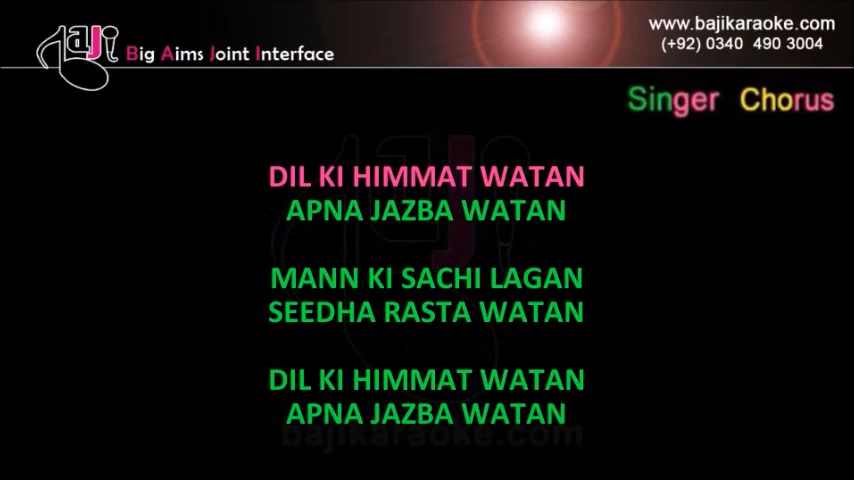 Baji
Big Aims Joint Interface
www.bajikaraoke.com
(+92) 0340 490 3004
Singer Chorus
DIL KI HIMMAT WATAN
APNA JAZBA WATAN
MANN KI SACHI LAGAN
SEEDHA RASTA WATAN
DIL KI HIMMAT WATAN
APNA JAZBA WATAN
bajikaraoke.com